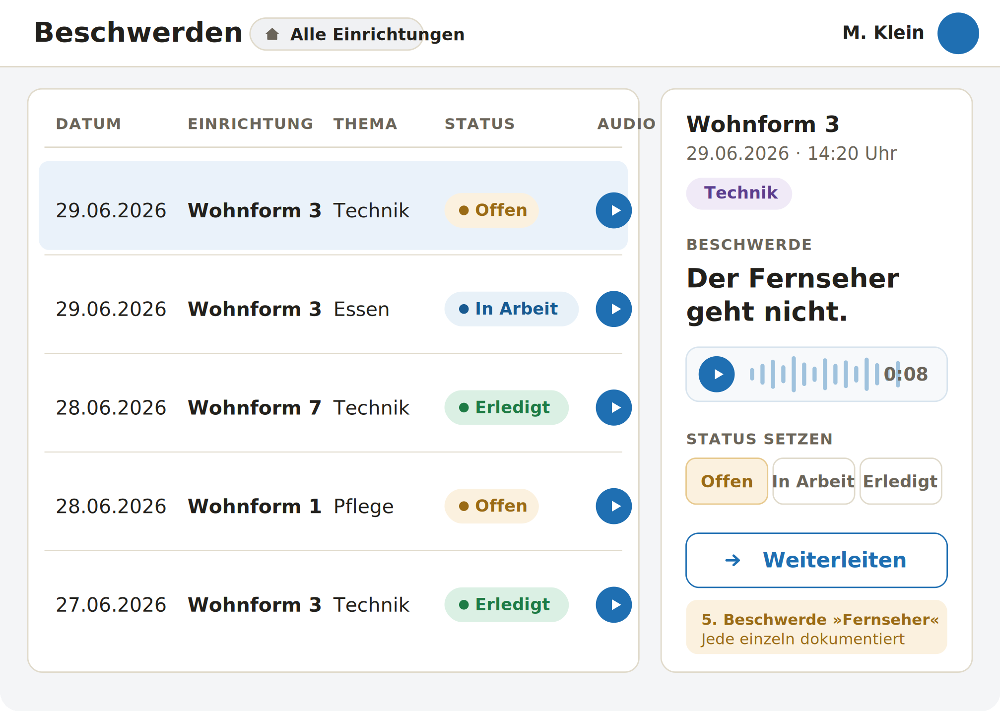 Beschwerden
Alle Einrichtungen
M. Klein
DATUM EINRICHTUNG THEMA STATUS AUDIO
29.06.2026 Wohnform 3 Technik Offen
29.06.2026 Wohnform 3 Essen In Arbeit
28.06.2026 Wohnform 7 Technik Erledigt
28.06.2026 Wohnform 1 Pflege Offen
27.06.2026 Wohnform 3 Technik Erledigt
Wohnform 3
29.06.2026 · 14:20 Uhr
Technik
BESCHWERDE
Der Fernseher
geht nicht.
0:08
STATUS SETZEN
Offen In Arbeit Erledigt
Weiterleiten
5. Beschwerde »Fernseher«
Jede einzeln dokumentiert